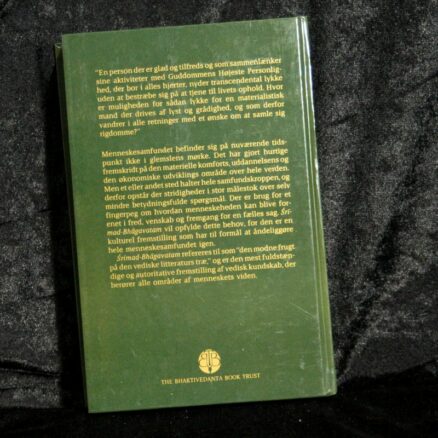 "En person der er glad og tilfreds og som sammenlænker
sine aktiviteter med Guddommens Højeste Personlig-
hed, der bor i alles hjerter, nyder transcendental lykke
uden at bestræbe sig på at tjene til livets ophold. Hvor
er muligheden for sådan lykke for en materialistisk
mand der drives af lyst og grådighed, og som derfor
vandrer i alle retninger med et ønske om at samle sig
rigdomme?"
Menneskesamfundet befinder sig på nuværende tids-
punkt ikke i glemslens mørke. Det har gjort hurtige
fremskridt på den materielle komforts, uddannelsens og
den økonomiske udviklings område over hele verden.
Men et eller andet sted halter hele samfundskroppen, og
derfor opstår der stridigheder i stor målestok over selv
mindre betydningsfulde spørgsmål. Der er brug for et
fingerpeg om hvordan menneskeheden kan blive for-
enet i fred, venskab og fremgang for en fælles sag. Śrī-
mad-Bhāgavatam vil opfylde dette behov, for den er en
kulturel fremstilling som har til formål at åndeliggøre
hele menneskesamfundet igen.
Śrīmad-Bhāgavatam refereres til som "den modne frugt
på den vediske litteraturs træ," og er den mest fuldstæn-
dige og autoritative fremstilling af vedisk kundskab, der
berører alle områder af menneskets viden.
BBT
THE BHAKTIVEDANTA BOOK TRUST